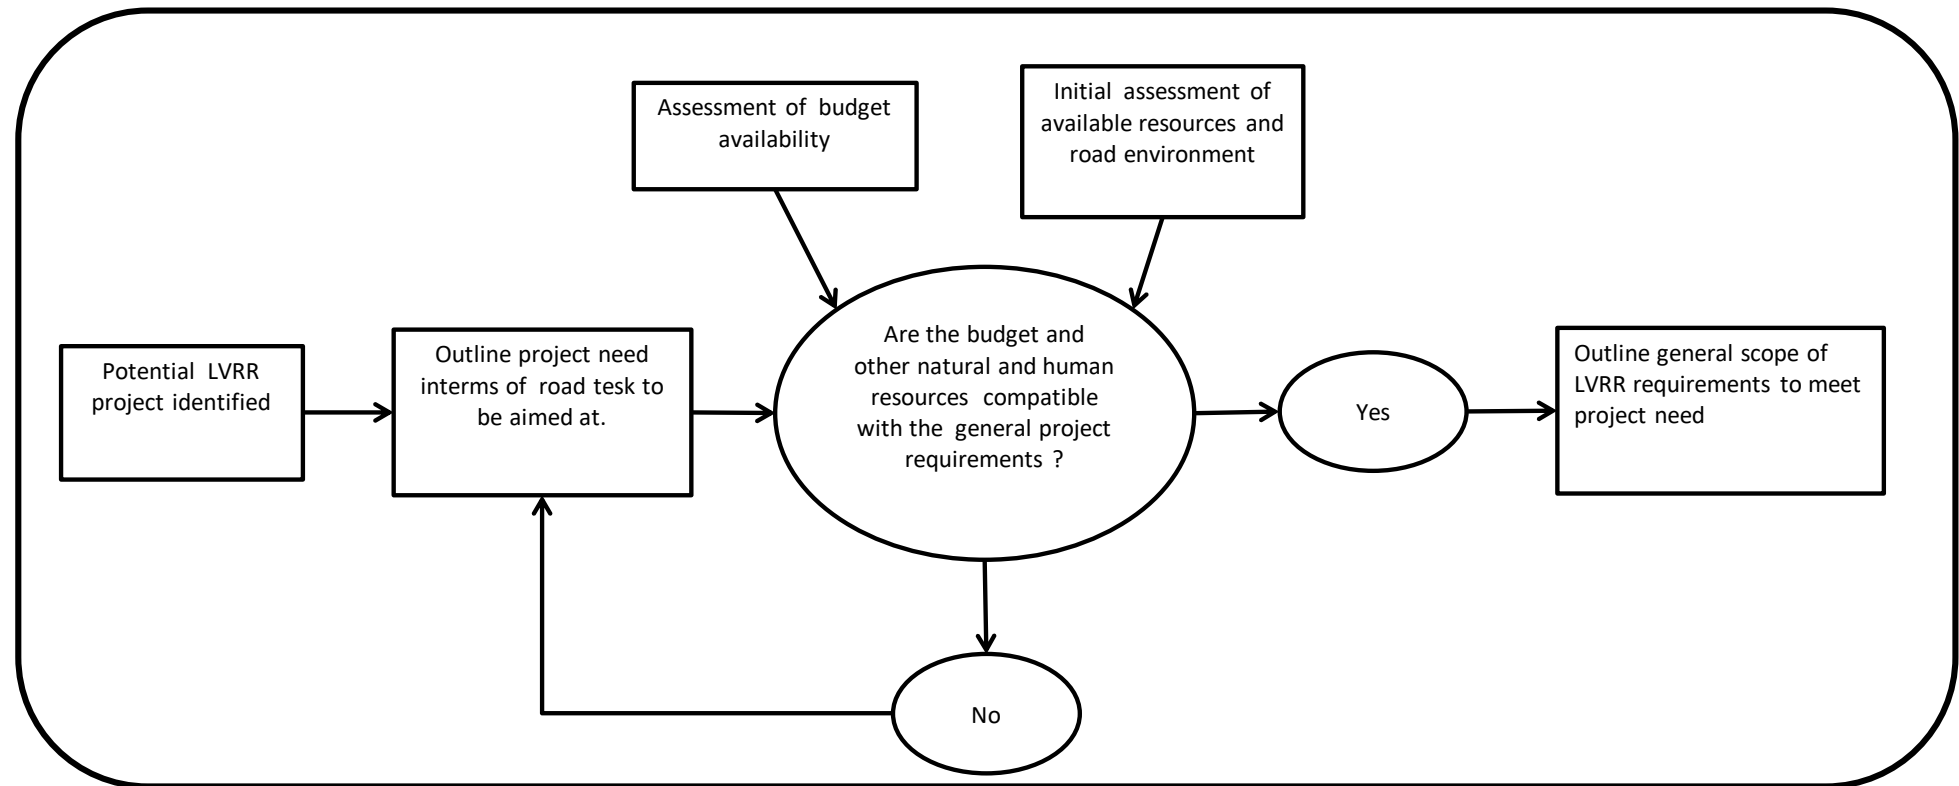 Assessment of budget
availability
Initial assessment of
available resources and
road environment
Potential LVRR
project identified
Outline project need
interms of road tesk to
be aimed at.
Are the budget and
other natural and human
resources compatible
with the general project
requirements ?
Yes
Outline general scope of
LVRR requirements to meet
project need
No